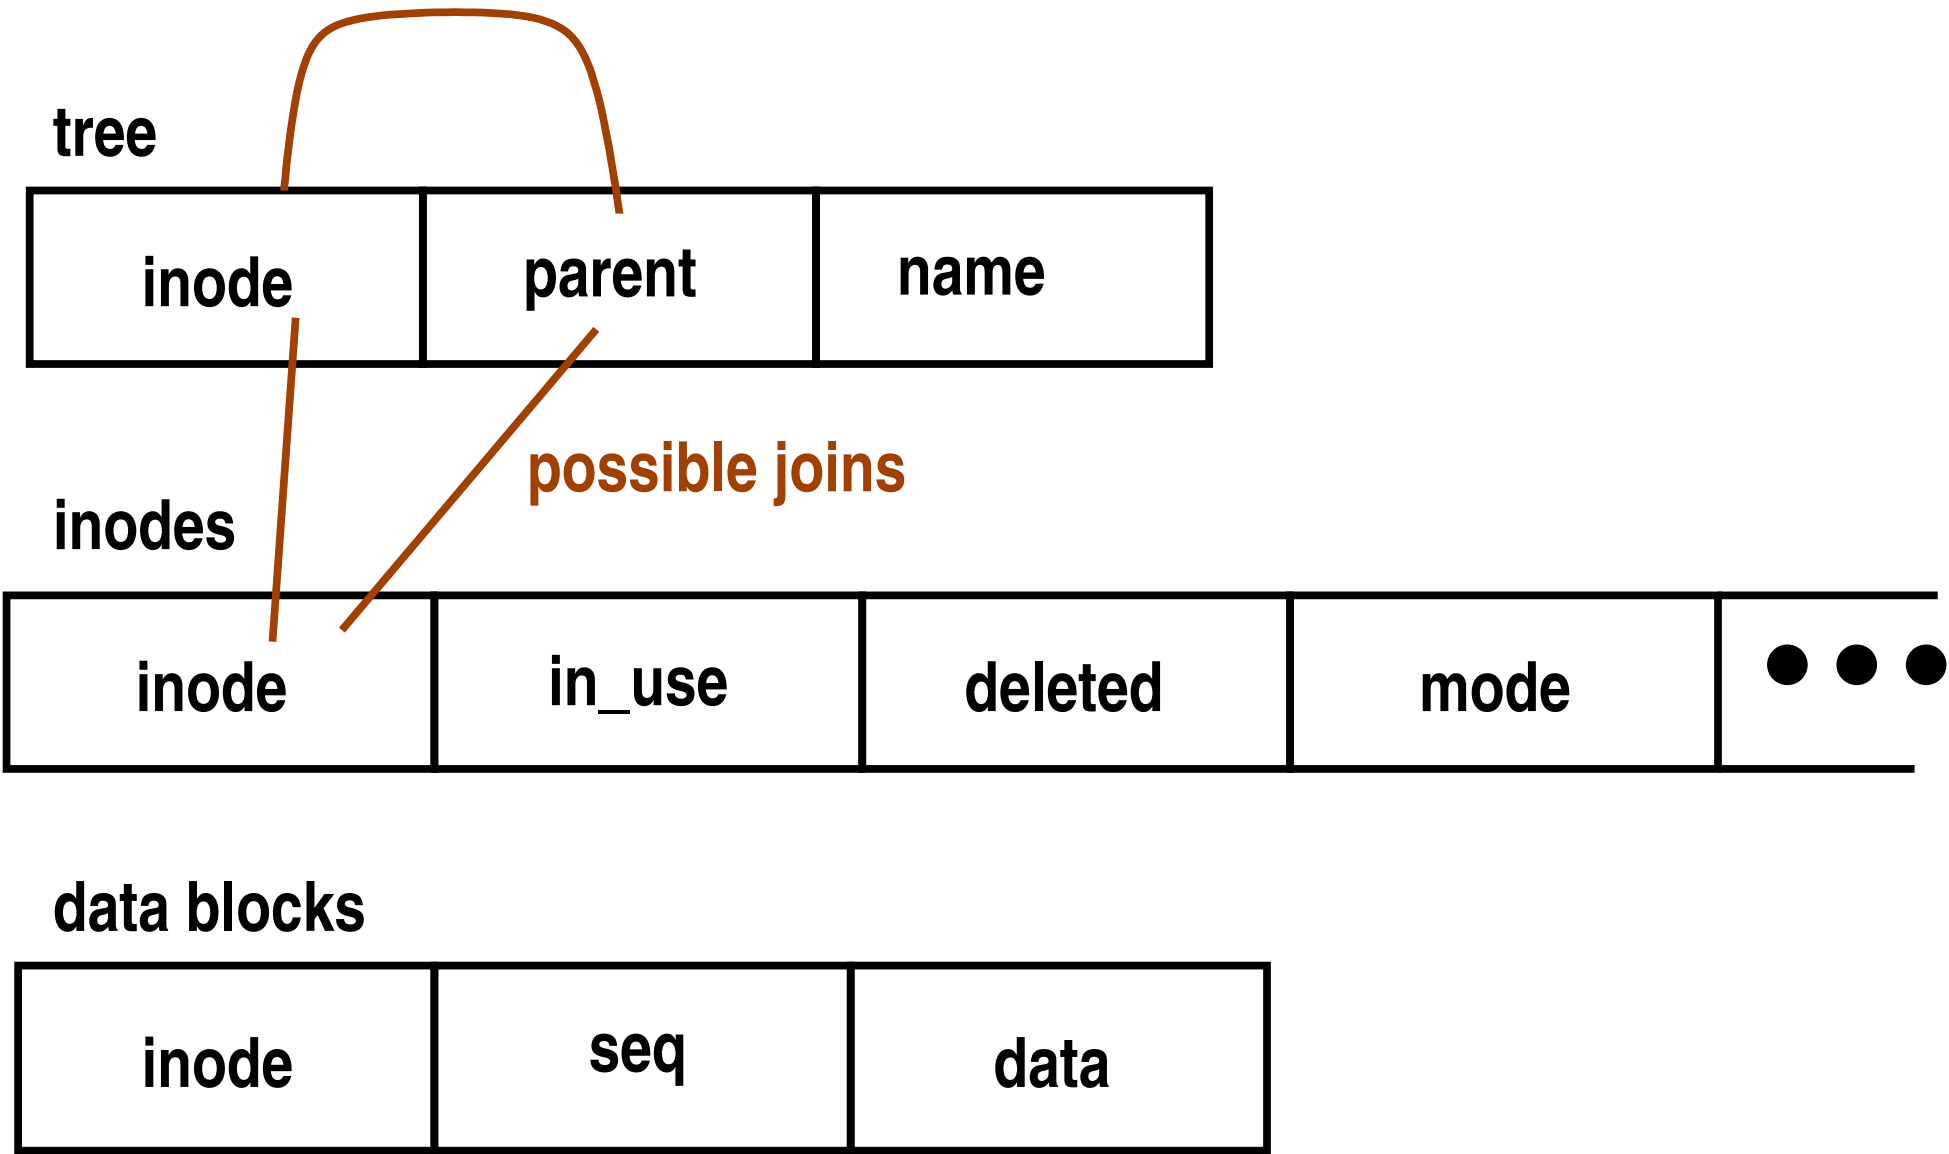 tree
inode parent name
possible joins
inodes
inode in_use deleted mode
data blocks
inode seq data